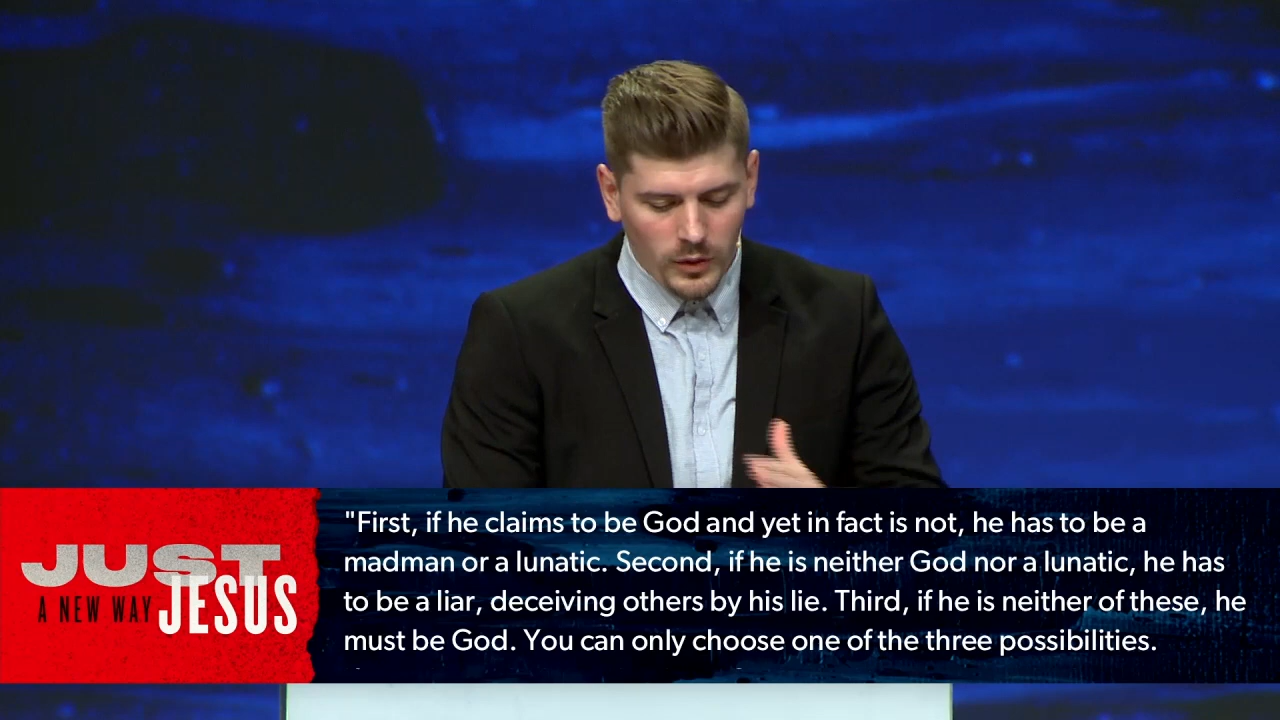 JUST
A NEW WAY JESUS
"First, if he claims to be God and yet in fact is not, he has to be a
madman or a lunatic. Second, if he is neither God nor a lunatic, he has
to be a liar, deceiving others by his lie. Third, if he is neither of these, he
must be God. You can only choose one of the three possibilities.